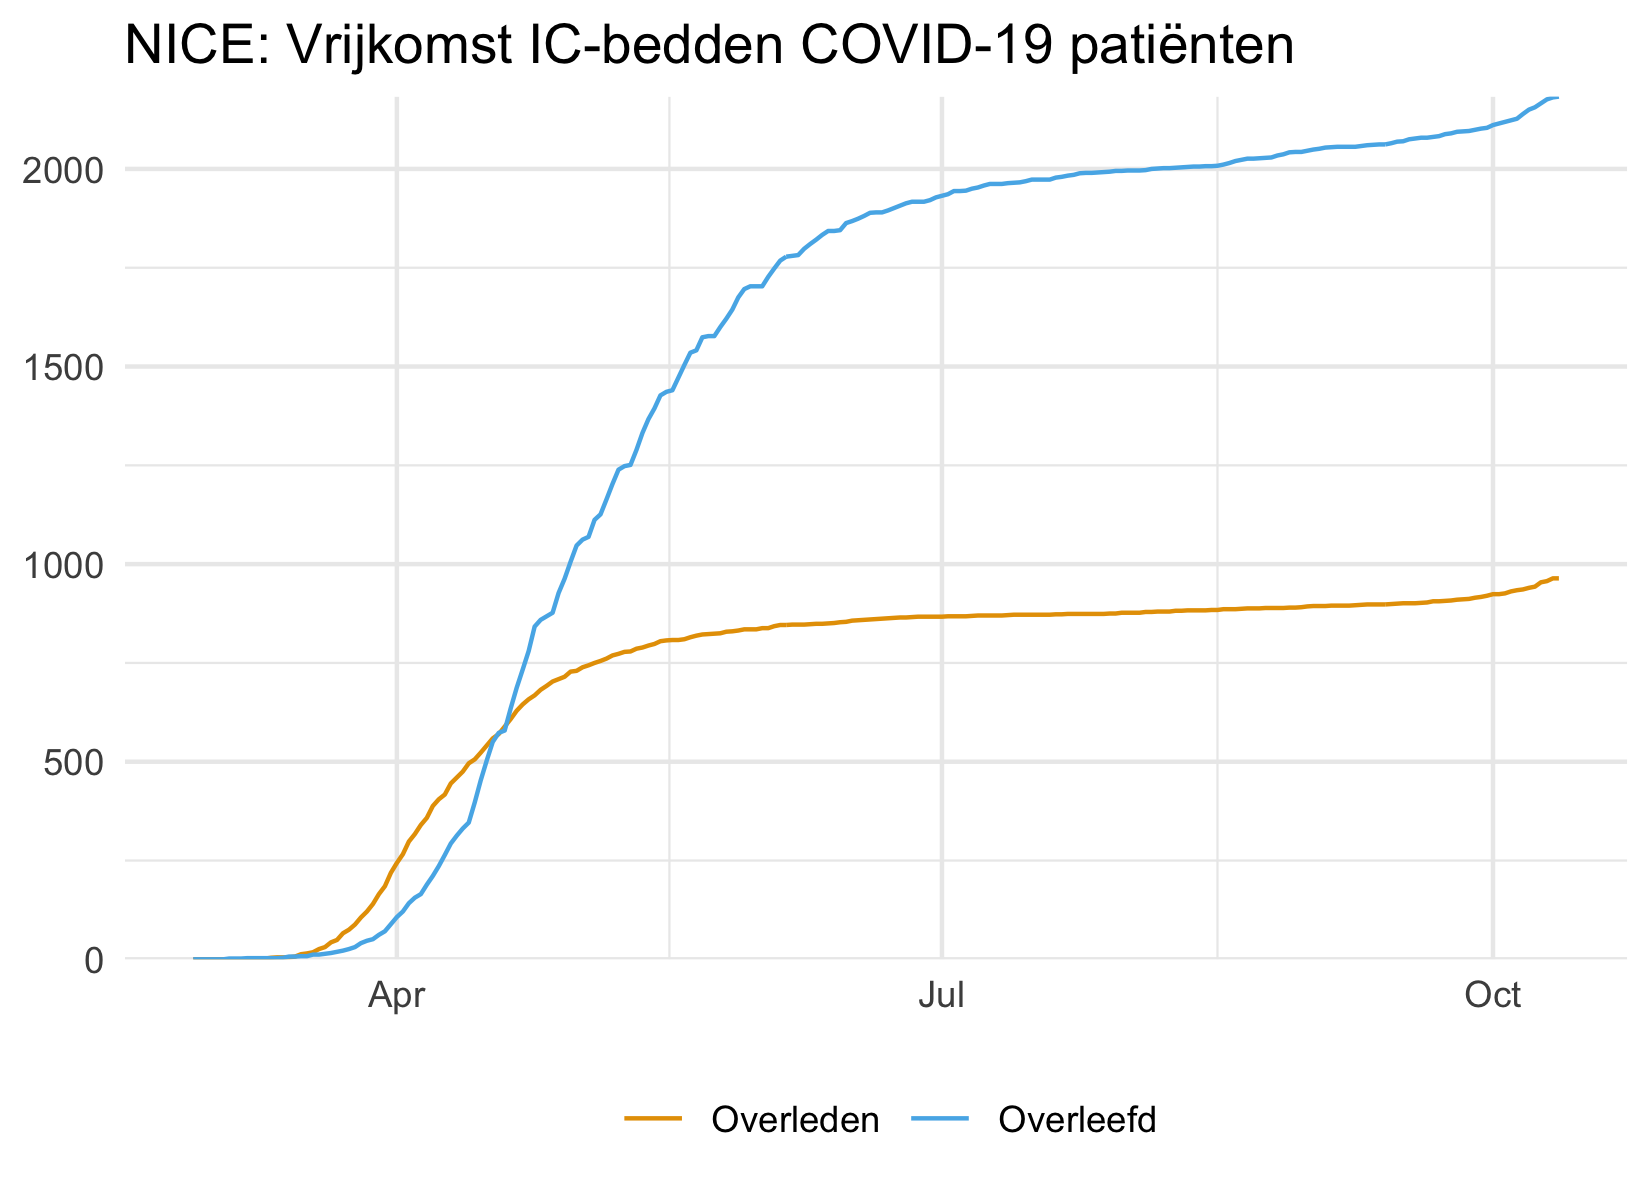 NICE: Vrijkomst IC-bedden COVID-19 patiënten
2000
1500
1000
500
0
Apr Jul Oct
Overleden Overleefd